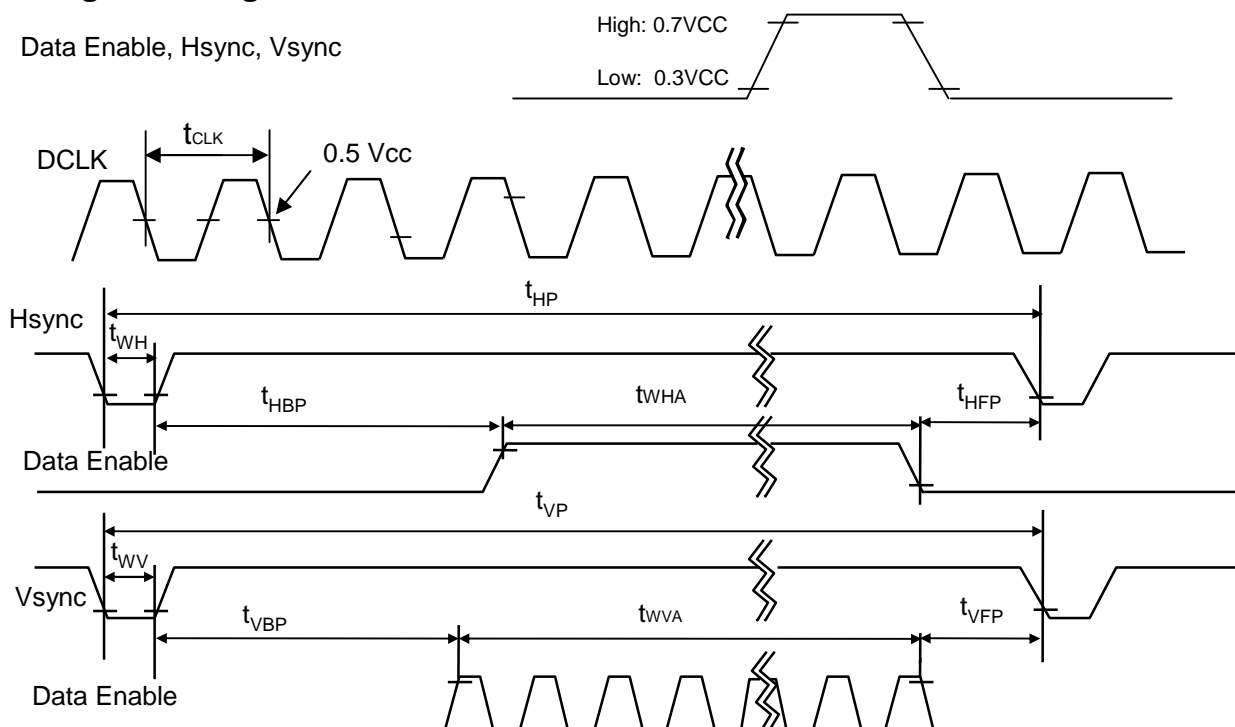 Data Enable, Hsync, Vsync
High: 0.7VCC
Low: 0.3VCC
tCLK
DCLK
0.5 Vcc
tHP
Hsync
tWH
tHBP
tWHA
tHFP
Data Enable
tVP
tWV
Vsync
tVBP
tWVA
tVFP
Data Enable